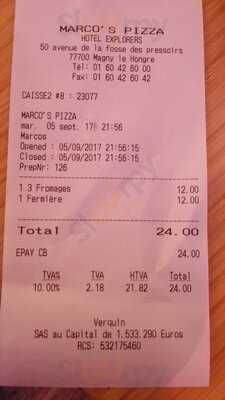 MARCO'S PIZZA
HOTEL EXPLORERS
50 avenue de la fosse des pressoirs
77700 Magny le Hongre
Tel: 01 60 42 60 00
Fax: 01 60 42 60 42
CAISSE2 #8 : 23077
MARCO'S PIZZA
mar. 05 sept. 17 21:56
Marcos
Opened : 05/09/2017 21:56:15
Closed : 05/09/2017 21:56:15
PrepNr: 126
1 3 Fromages 12.00
1 Fermière 12.00
Total 24.00
EPAY CB 24.00
TVA% TVA HTVA Total
10.00% 2.18 21.82 24.00
Verquin
SAS au Capital de 1.533.290 Euros
RCS: 532175460